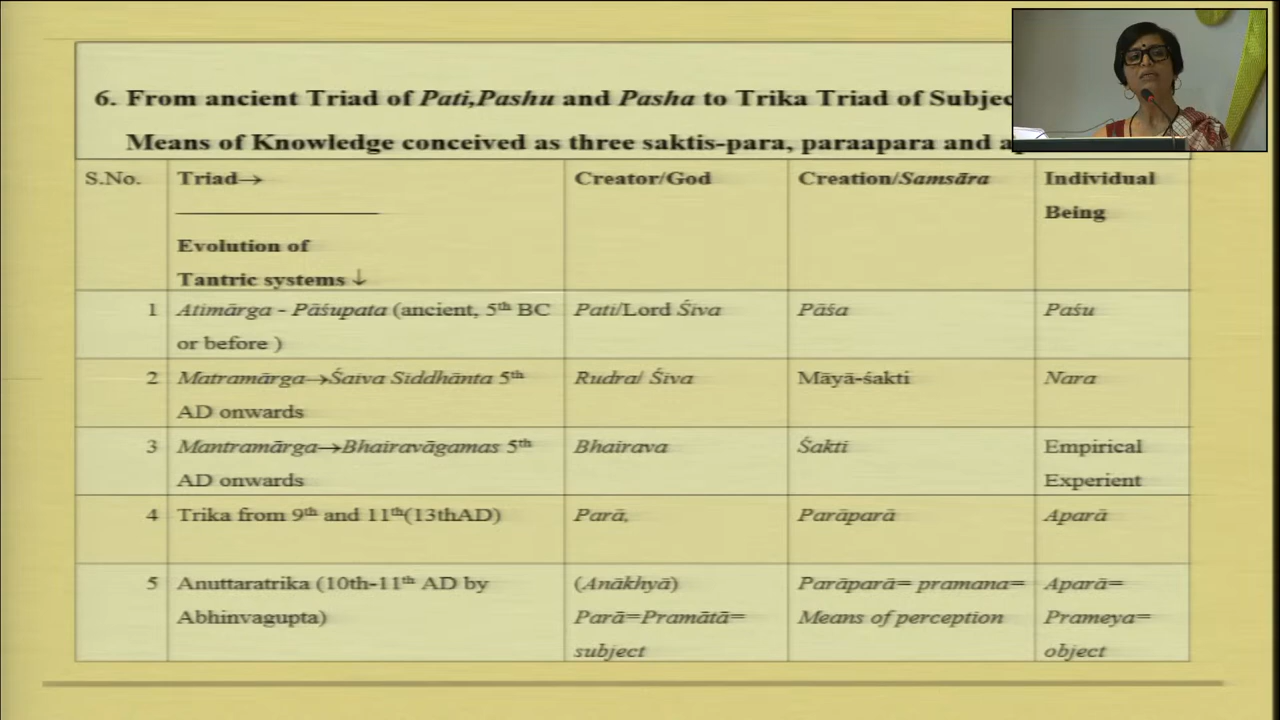 6. From ancient Triad of Pati,Pashu and Pasha to Trika Triad of
Means of Knowledge conceived as three saktis-para, paraapara and
S.No. Triad→ Creator/God Creation/Samsāra Individual
Being
Evolution of
Tantric systems ↓
1 Atimārga - Pāśupata (ancient, 5th BC Pati/Lord Śiva Pāśa Paśu
or before )
2 Matramārga→Śaiva Siddhānta 5th Rudra/ Śiva Māyā-śakti Nara
AD onwards
3 Mantramārga→Bhairavāgamas 5th Bhairava Śakti Empirical
AD onwards Experient
4 Trika from 9th and 11th(13thAD) Parā, Parāparā Aparā
5 Anuttaratrika (10th-11th AD by (Anākhyā) Parāparā= pramana= Aparā=
Abhinvagupta) Parā=Pramātā= Means of perception Prameya=
subject object